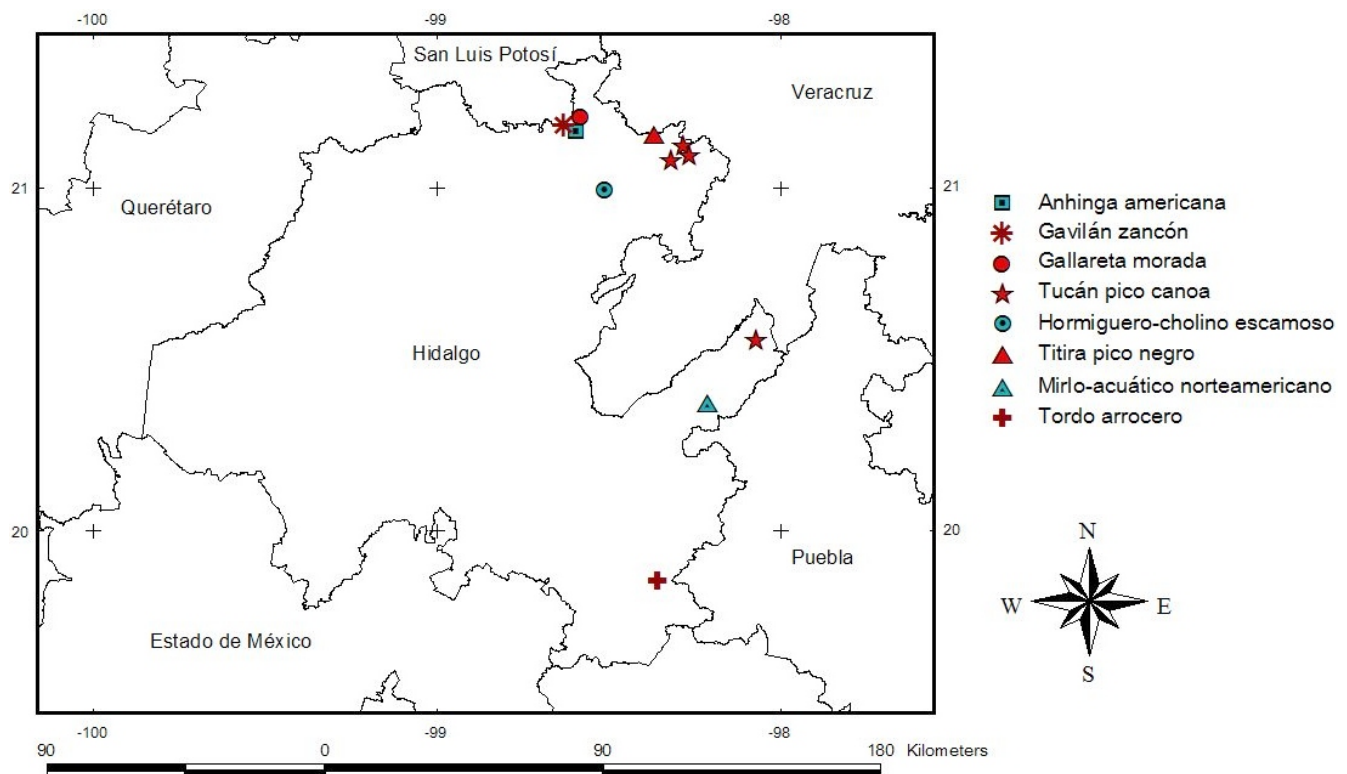 -100 -99 -98
San Luis Potosí
Veracruz
21 21
Querétaro
Anhinga americana
Gavilán zancón
Gallareta morada
Tucán pico canoa
Hormiguero-cholino escamoso
Titira pico negro
Mirlo-acuático norteamericano
Tordo arrocero
Hidalgo
20 20
Puebla
Estado de México
N
W E
S
-100 -99 -98
90 0 90 180 Kilometers